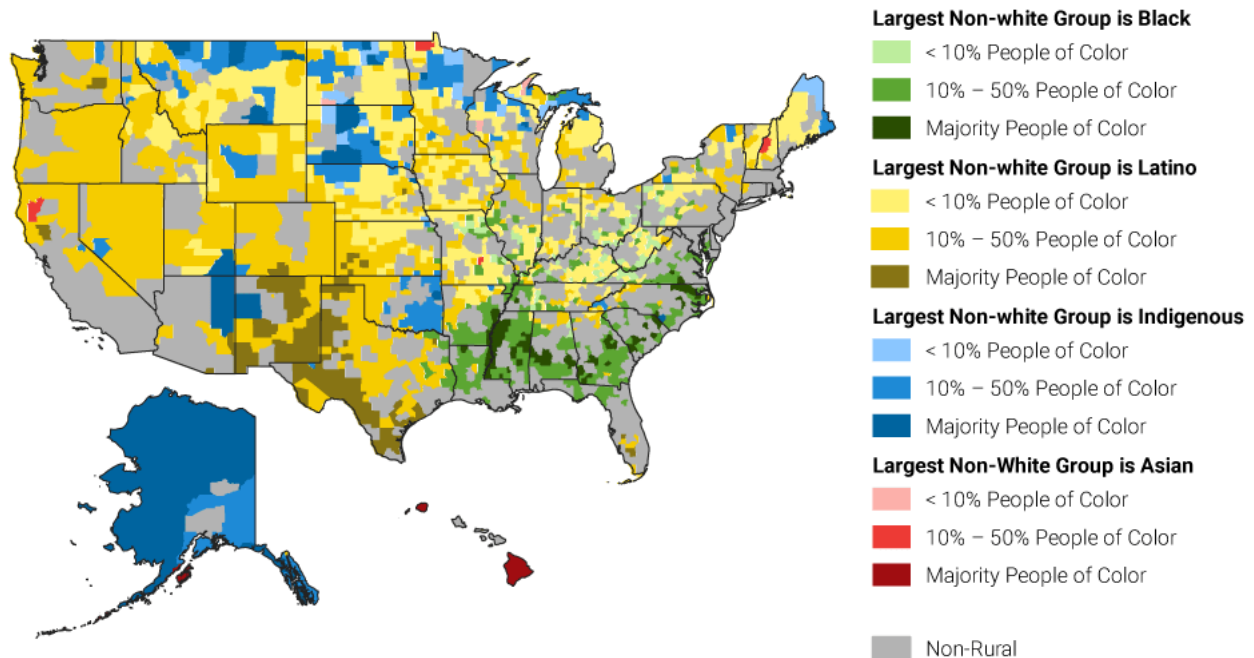 Largest Non-white Group is Black
< 10% People of Color
10% – 50% People of Color
Majority People of Color
Largest Non-white Group is Latino
< 10% People of Color
10% – 50% People of Color
Majority People of Color
Largest Non-white Group is Indigenous
< 10% People of Color
10% – 50% People of Color
Majority People of Color
Largest Non-White Group is Asian
< 10% People of Color
10% – 50% People of Color
Majority People of Color
Non-Rural